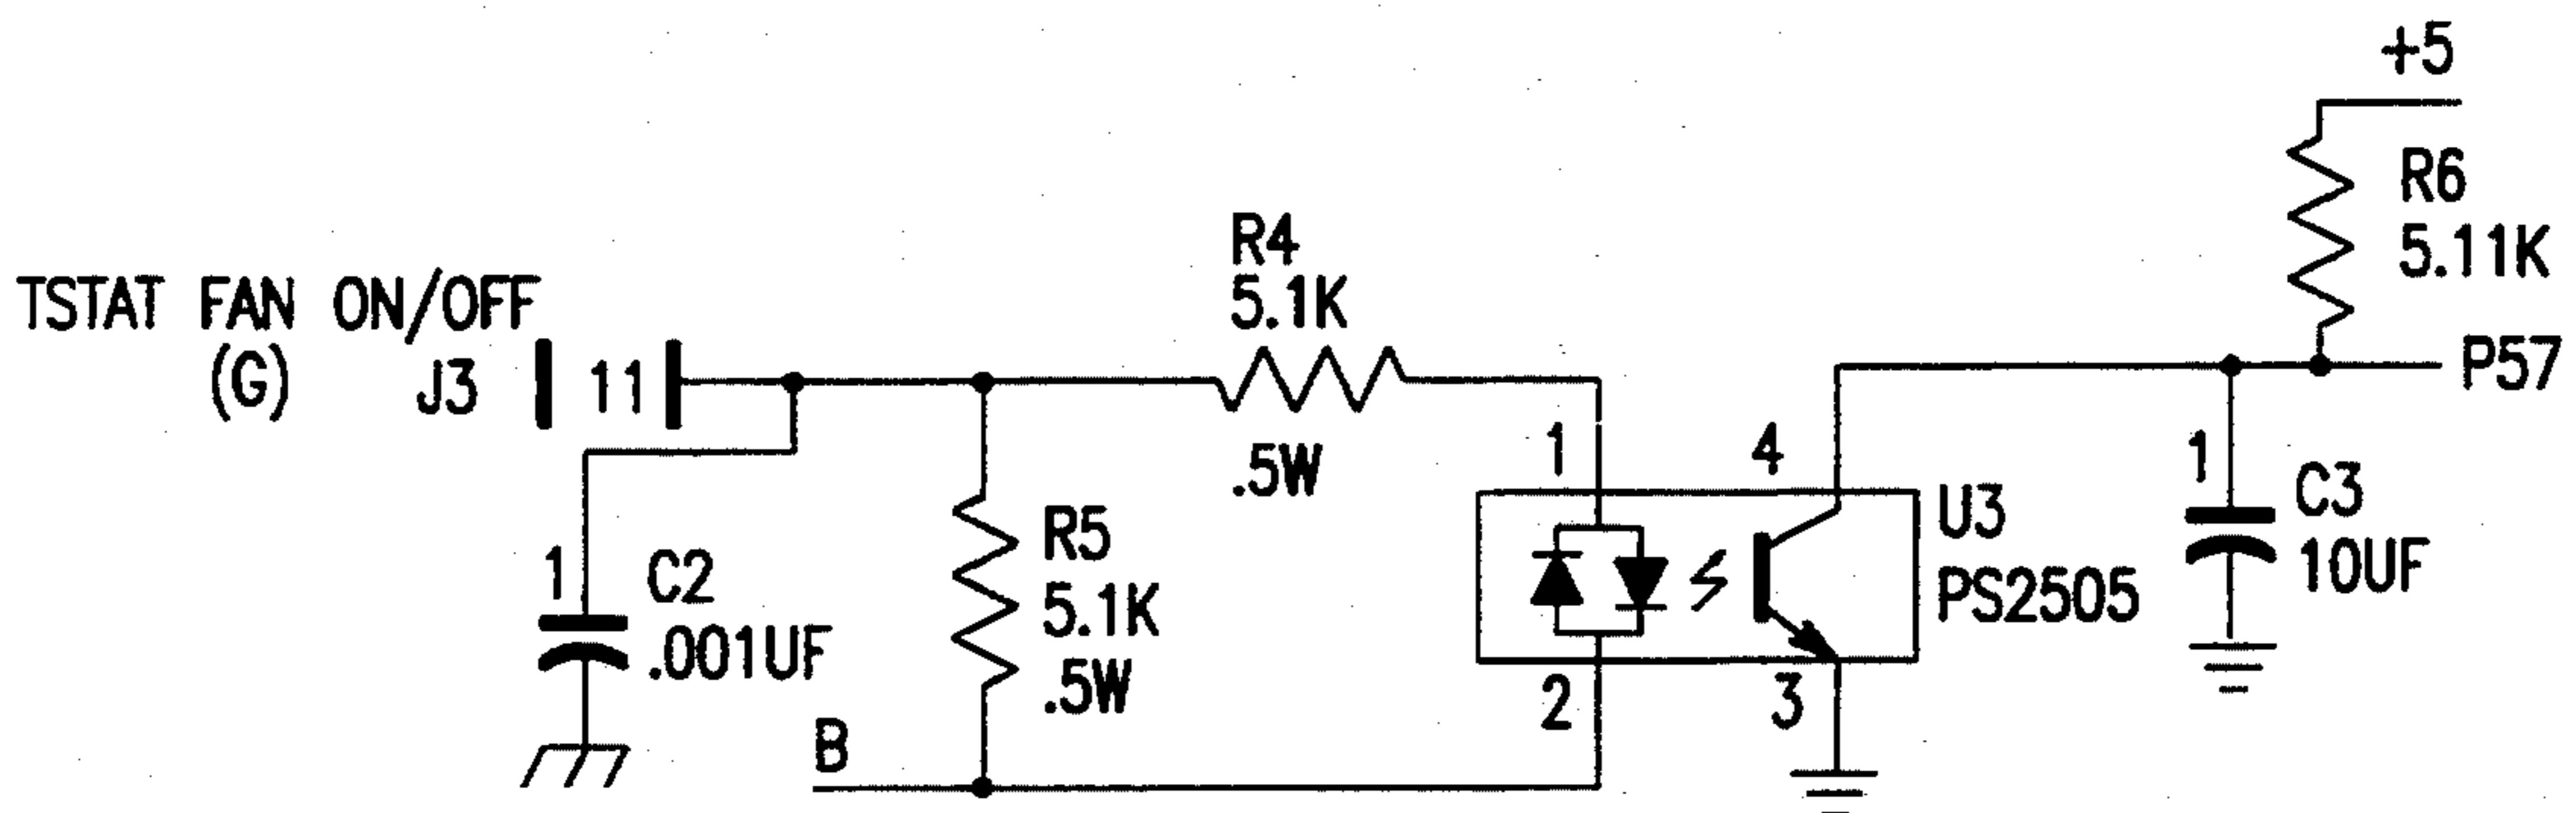 +5
R6
5.11K
R4
5.1K
.5W
TSTAT FAN ON/OFF
(G)
J3
11
P57
1
4
1
C3
10UF
R5
5.1K
.5W
1
C2
.001UF
U3
PS2505
2
3
B